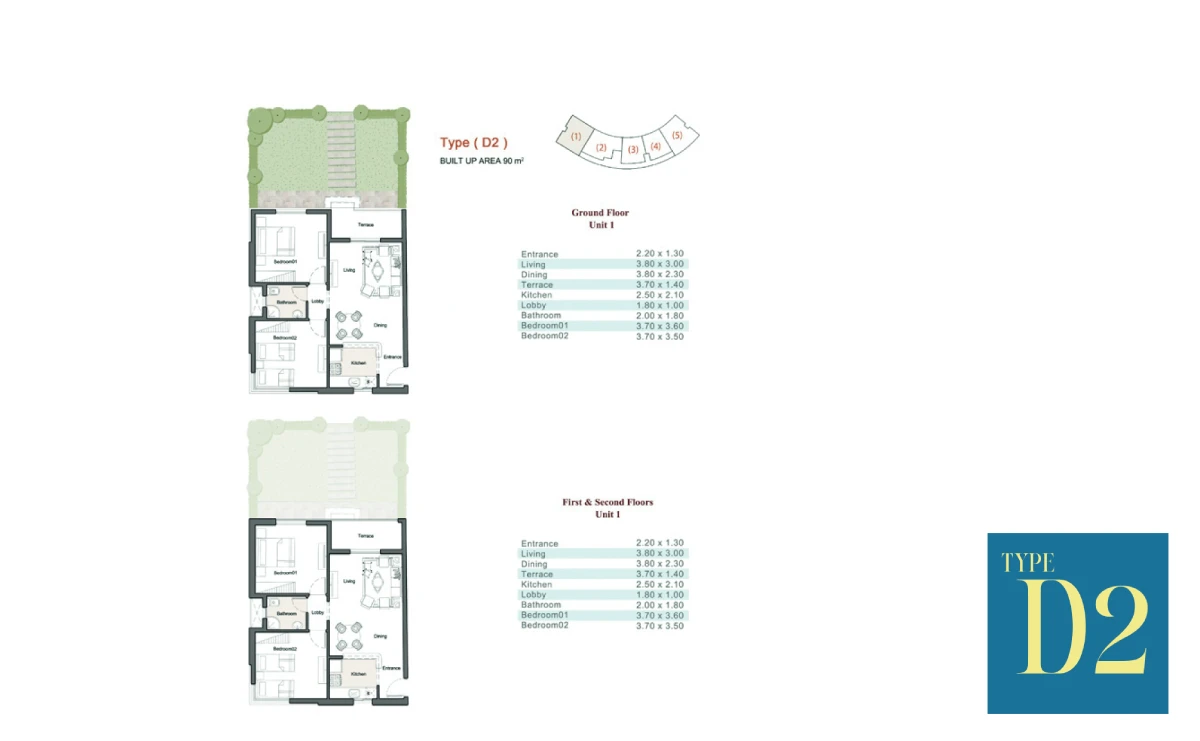 Type ( D2 )
BUILT UP AREA 90 m²
(1)
(2)
(3)
(4)
(5)
Terrace
Bedroom01
Living
Bathroom
Lobby
Dining
Bedroom02
Kitchen
Entrance
Ground Floor
Unit 1
Entrance 2.20 x 1.30
Living 3.80 x 3.00
Dining 3.80 x 2.30
Terrace 3.70 x 1.40
Kitchen 2.50 x 2.10
Lobby 1.80 x 1.00
Bathroom 2.00 x 1.80
Bedroom01 3.70 x 3.60
Bedroom02 3.70 x 3.50
Terrace
Bedroom01
Living
Bathroom
Lobby
Dining
Bedroom02
Entrance
Kitchen
First & Second Floors
Unit 1
Entrance 2.20 x 1.30
Living 3.80 x 3.00
Dining 3.80 x 2.30
Terrace 3.70 x 1.40
Kitchen 2.50 x 2.10
Lobby 1.80 x 1.00
Bathroom 2.00 x 1.80
Bedroom01 3.70 x 3.60
Bedroom02 3.70 x 3.50
TYPE
D2